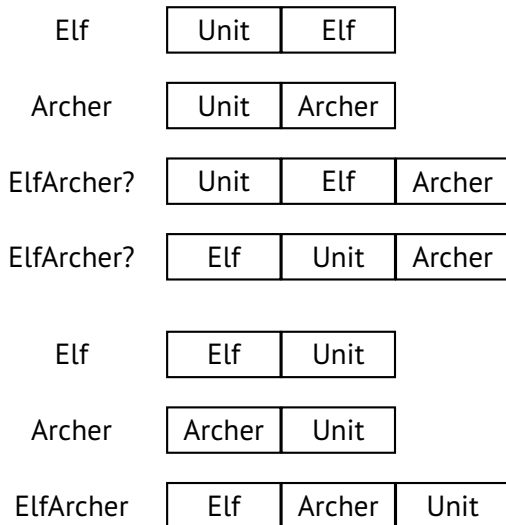 Elf Unit Elf
Archer Unit Archer
ElfArcher? Unit Elf Archer
ElfArcher? Elf Unit Archer
Elf Elf Unit
Archer Archer Unit
ElfArcher Elf Archer Unit